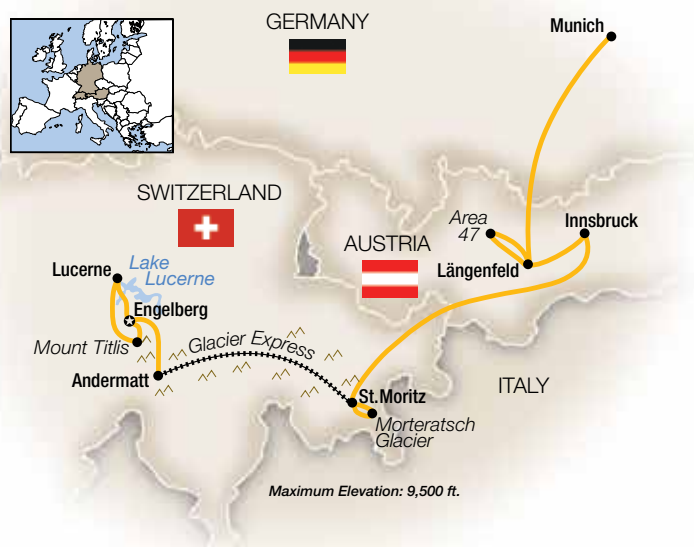 GERMANY
Munich
SWITZERLAND
Area
47
Innsbruck
AUSTRIA
Längenfeld
Lucerne
Lake
Lucerne
Engelberg
Mount Titlis
Glacier Express
Andermatt
ITALY
St. Moritz
Morteratsch
Glacier
Maximum Elevation: 9,500 ft.